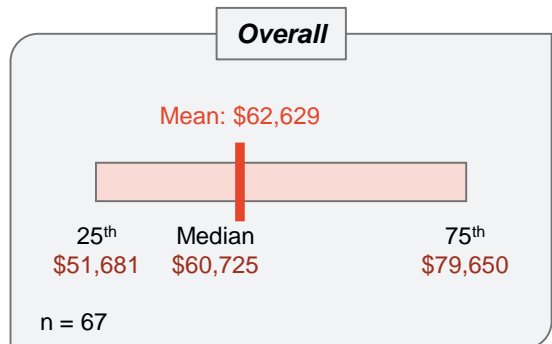 Overall
Mean: $62,629
25th Median 75th
$51,681 $60,725 $79,650
n = 67